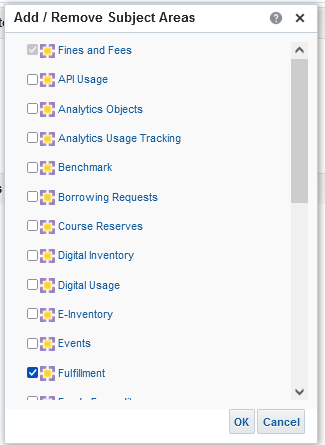 Add / Remove Subject Areas
Fines and Fees
API Usage
Analytics Objects
Analytics Usage Tracking
Benchmark
Borrowing Requests
Course Reserves
Digital Inventory
Digital Usage
E-Inventory
Events
Fulfillment
OK
Cancel